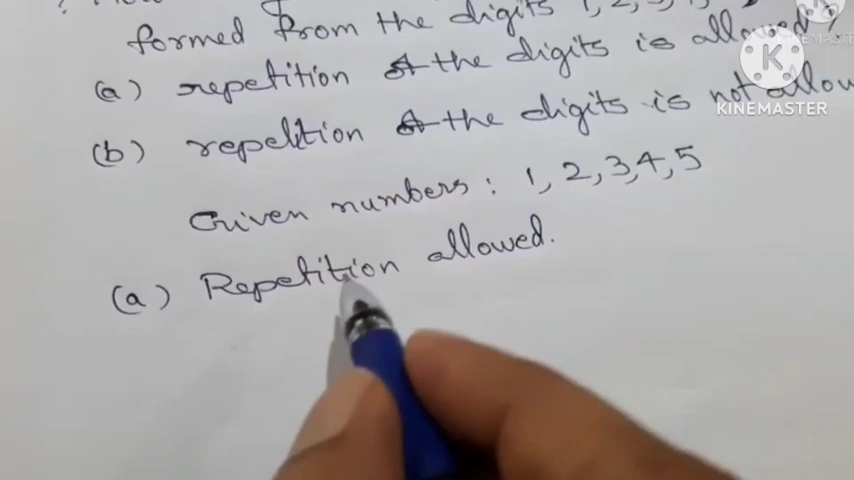 formed from the digits 1, 2, 3,
(a) repetition the digits is allowed?
(b) repetition the digits is not allow
Given numbers : 1, 2, 3, 4, 5
(a) Repetition allowed.
K
KINEMASTER